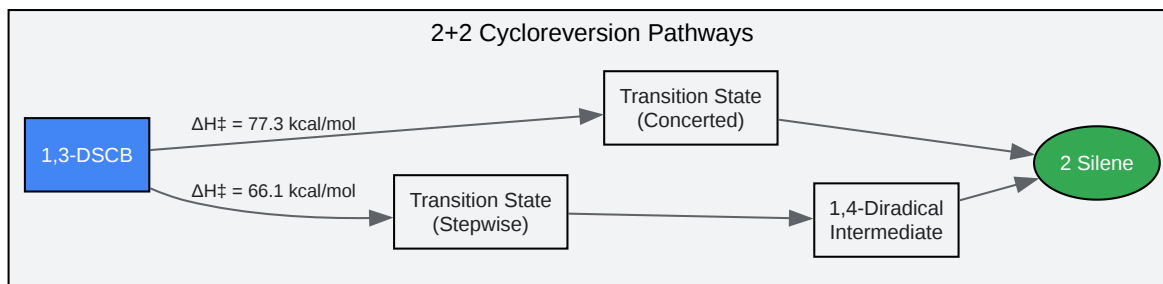 2+2 Cycloreversion Pathways
1,3-DSCB
ΔH‡ = 77.3 kcal/mol
ΔH‡ = 66.1 kcal/mol
Transition State
(Concerted)
Transition State
(Stepwise)
1,4-Diradical
Intermediate
2 Silene